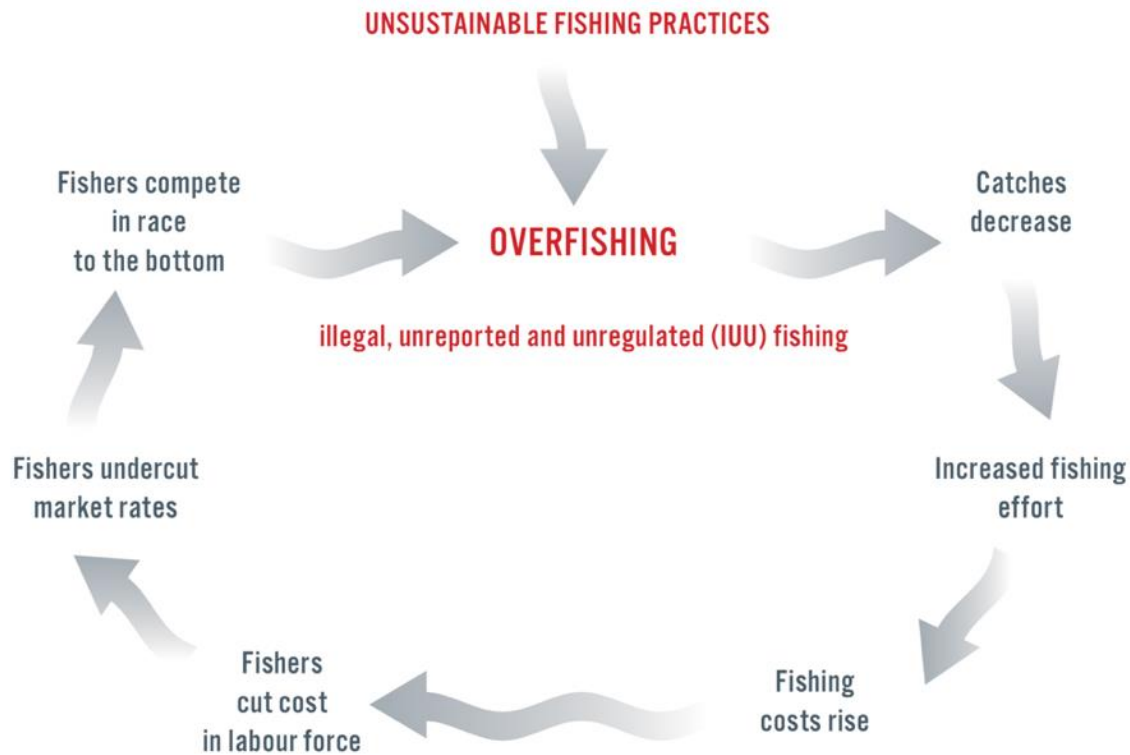 UNSUSTAINABLE FISHING PRACTICES
Fishers compete
in race
to the bottom
OVERFISHING
Catches
decrease
illegal, unreported and unregulated (IUU) fishing
Fishers undercut
market rates
Increased fishing
effort
Fishers
cut cost
in labour force
Fishing
costs rise